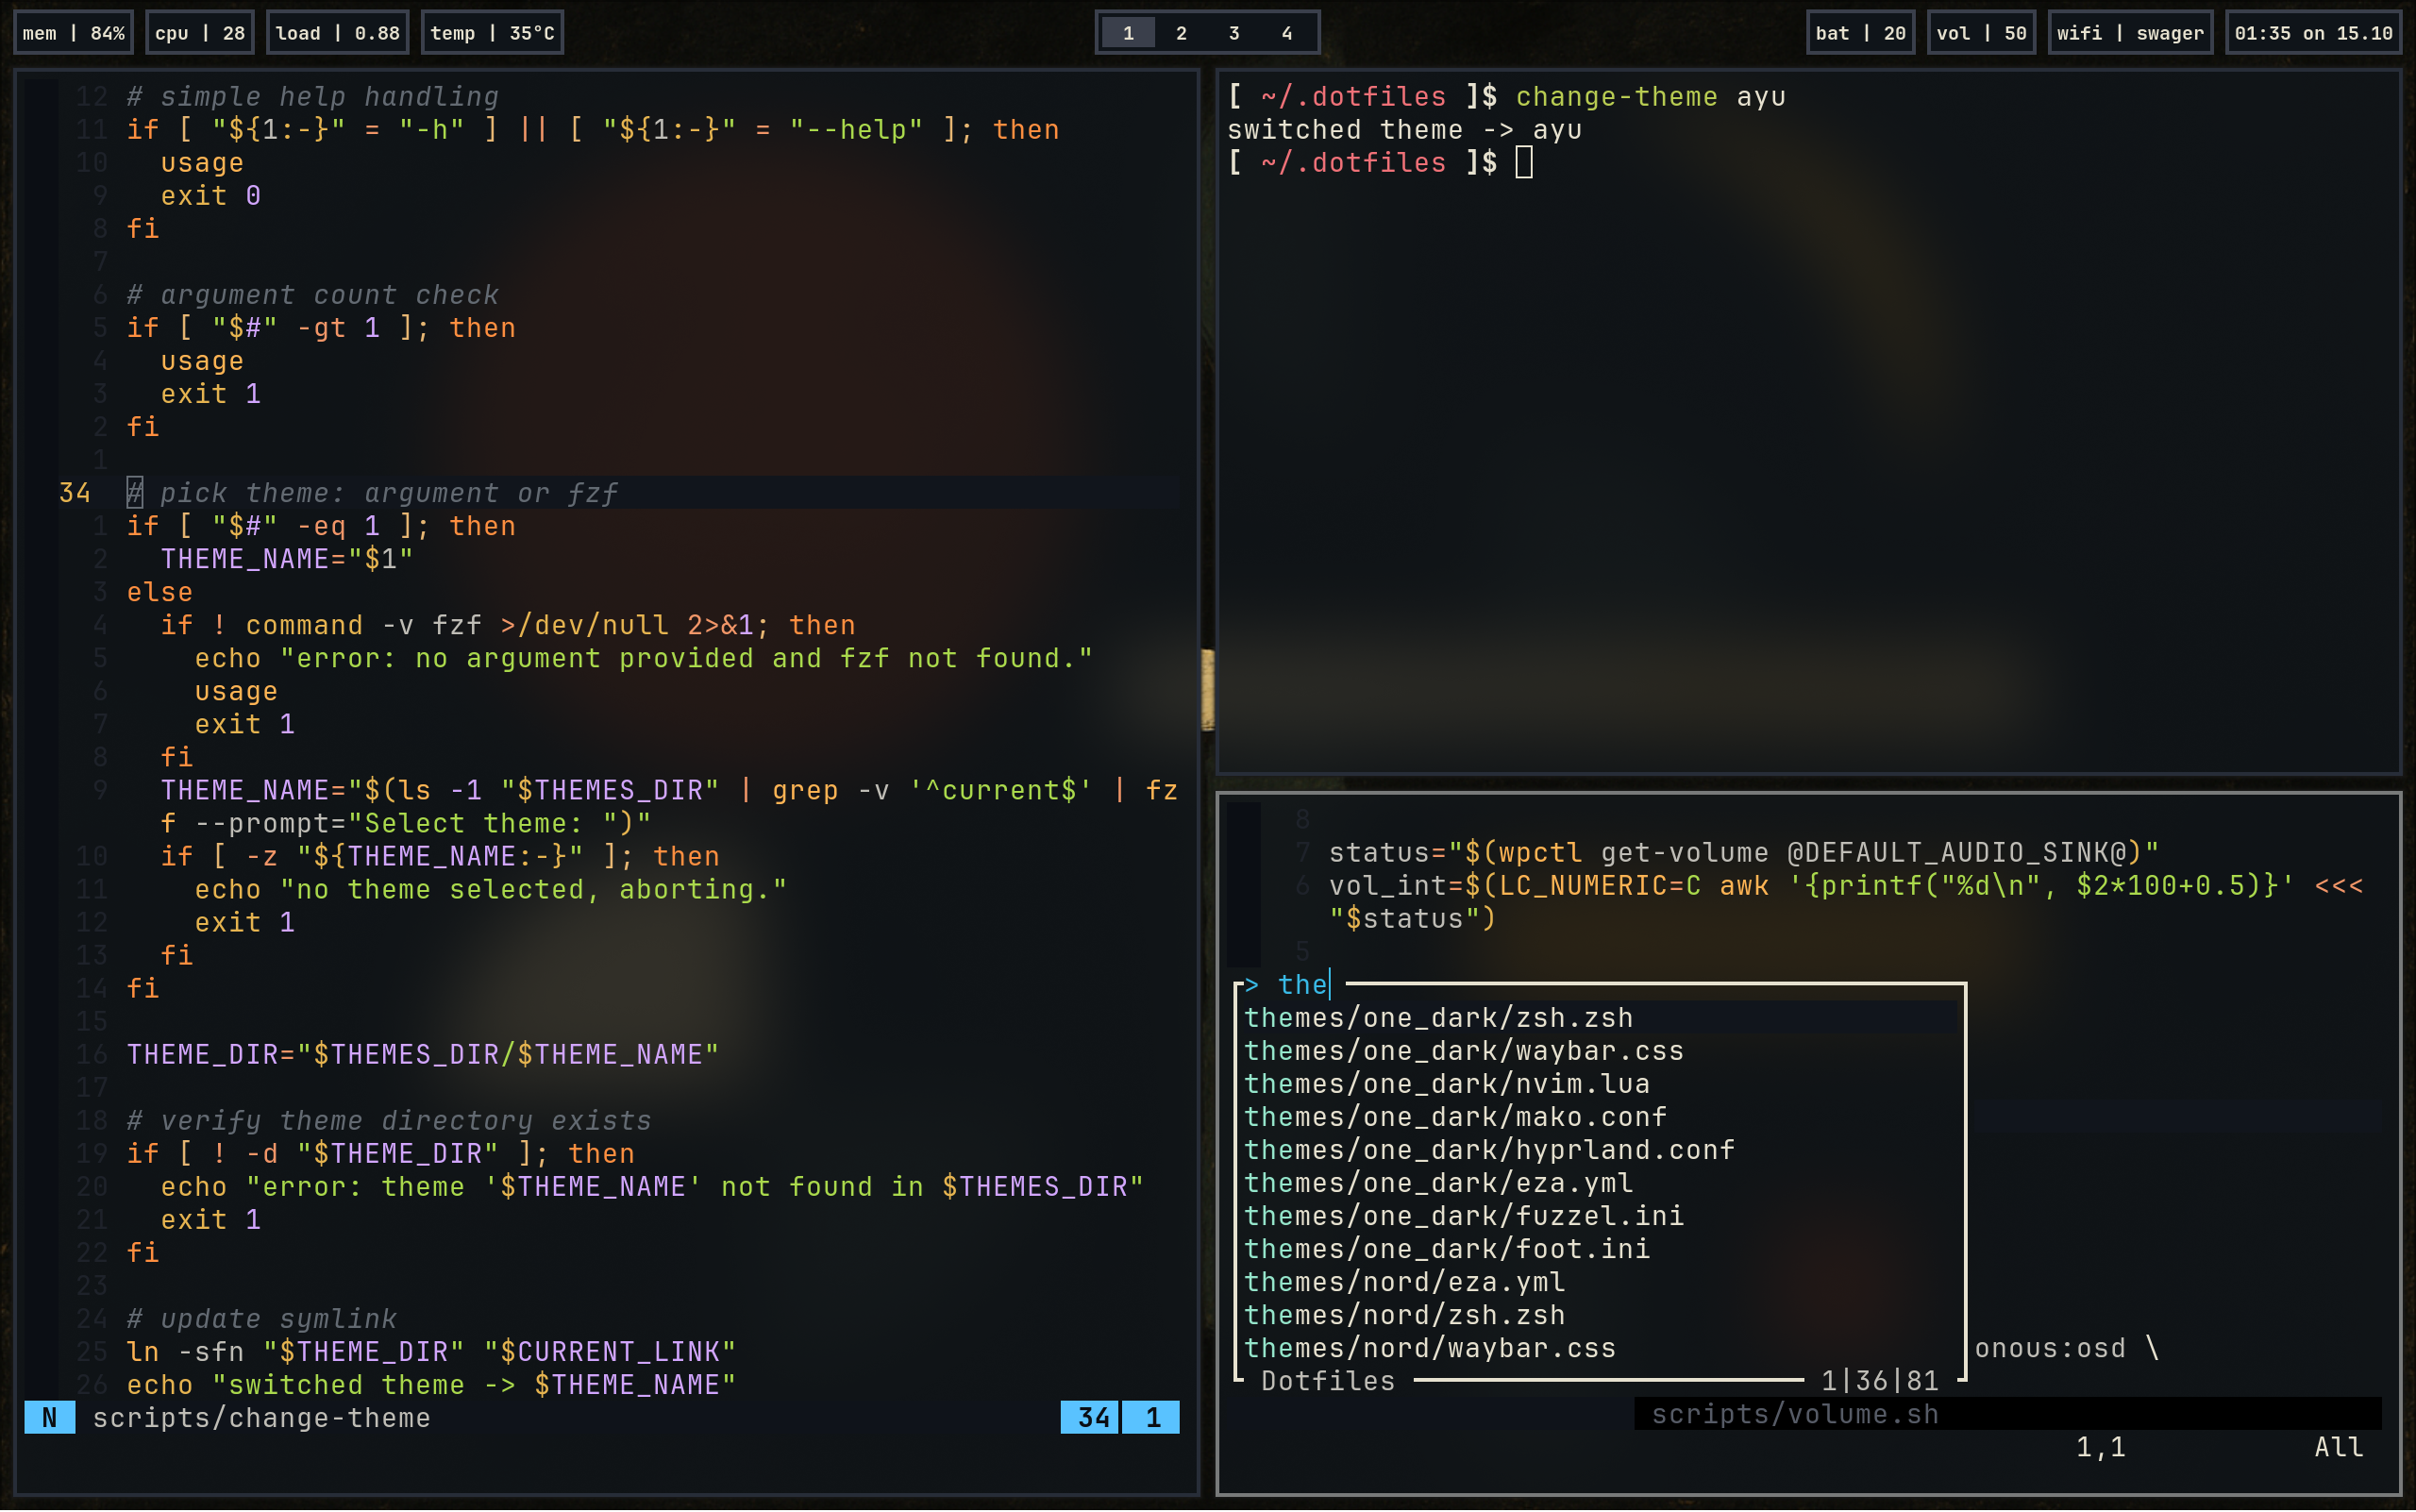 mem | 84%
cpu | 28
load | 0.88
temp | 35°C
1 2 3 4
bat | 20
vol | 50
wifi | swager
01:35 on 15.10
12 # simple help handling
11 if [ "${1:-}" = "-h" ] || [ "${1:-}" = "--help" ]; then
10   usage
9   exit 0
8 fi
7
6 # argument count check
5 if [ "$#" -gt 1 ]; then
4   usage
3   exit 1
2 fi
1
34 # pick theme: argument or fzf
1 if [ "$#" -eq 1 ]; then
2   THEME_NAME="$1"
3 else
4   if ! command -v fzf >/dev/null 2>&1; then
5     echo "error: no argument provided and fzf not found."
6     usage
7     exit 1
8   fi
9   THEME_NAME="$(ls -1 "$THEMES_DIR" | grep -v '^current$' | fz
f --prompt="Select theme: ")"
10   if [ -z "${THEME_NAME:-}" ]; then
11     echo "no theme selected, aborting."
12     exit 1
13   fi
14 fi
15
16 THEME_DIR="$THEMES_DIR/$THEME_NAME"
17
18 # verify theme directory exists
19 if [ ! -d "$THEME_DIR" ]; then
20   echo "error: theme '$THEME_NAME' not found in $THEMES_DIR"
21   exit 1
22 fi
23
24 # update symlink
25 ln -sfn "$THEME_DIR" "$CURRENT_LINK"
26 echo "switched theme -> $THEME_NAME"
N scripts/change-theme 34 1
[ ~/.dotfiles ]$ change-theme ayu
switched theme -> ayu
[ ~/.dotfiles ]$
8
7 status="$(wpctl get-volume @DEFAULT_AUDIO_SINK@)"
6 vol_int=$(LC_NUMERIC=C awk '{printf("%d\n", $2*100+0.5)}' <<<
"$status")
5
> the
themes/one_dark/zsh.zsh
themes/one_dark/waybar.css
themes/one_dark/nvim.lua
themes/one_dark/mako.conf
themes/one_dark/hyprland.conf
themes/one_dark/eza.yml
themes/one_dark/fuzzel.ini
themes/one_dark/foot.ini
themes/nord/eza.yml
themes/nord/zsh.zsh
themes/nord/waybar.css
onous:osd \
Dotfiles 1|36|81
scripts/volume.sh
1,1 All